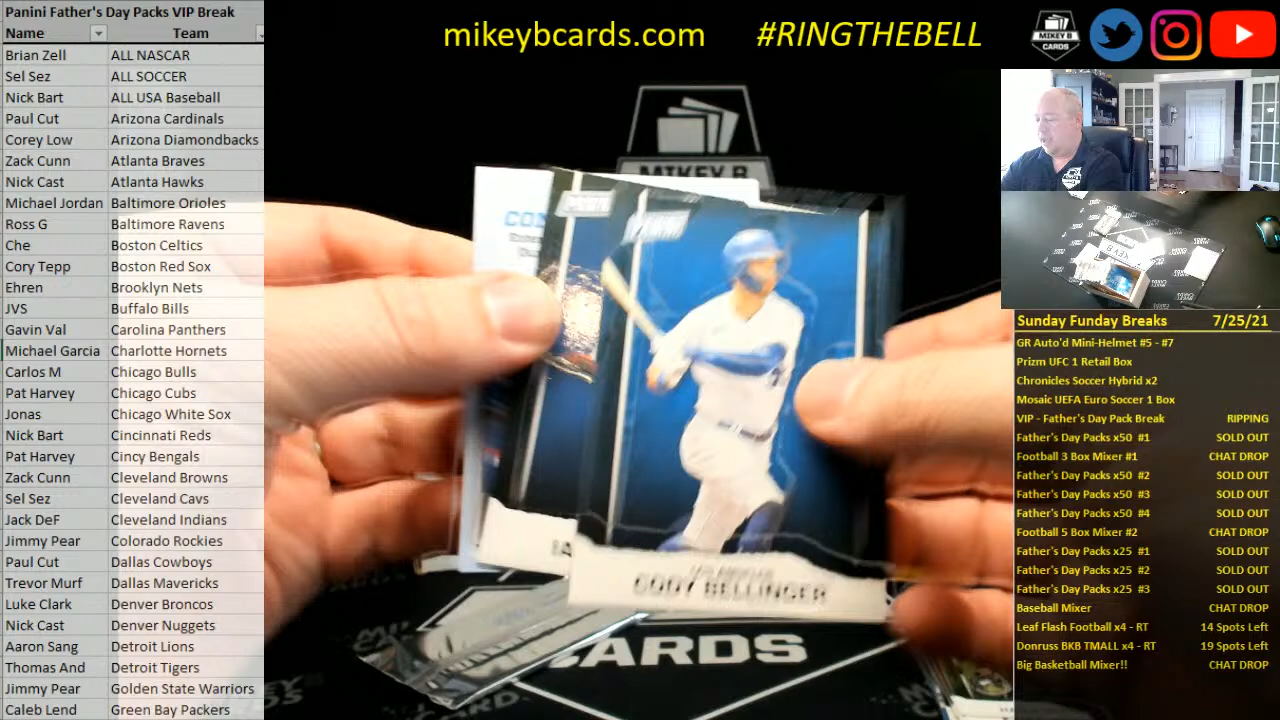 Panini Father's Day Packs VIP Break
Name Team
Brian Zell ALL NASCAR
Sel Sez ALL SOCCER
Nick Bart ALL USA Baseball
Paul Cut Arizona Cardinals
Corey Low Arizona Diamondbacks
Zack Cunn Atlanta Braves
Nick Cast Atlanta Hawks
Michael Jordan Baltimore Orioles
Ross G Baltimore Ravens
Che Boston Celtics
Cory Tepp Boston Red Sox
Ehren Brooklyn Nets
JVS Buffalo Bills
Gavin Val Carolina Panthers
Michael Garcia Charlotte Hornets
Carlos M Chicago Bulls
Pat Harvey Chicago Cubs
Jonas Chicago White Sox
Nick Bart Cincinnati Reds
Pat Harvey Cincy Bengals
Zack Cunn Cleveland Browns
Sel Sez Cleveland Cavs
Jack DeF Cleveland Indians
Jimmy Pear Colorado Rockies
Paul Cut Dallas Cowboys
Trevor Murf Dallas Mavericks
Luke Clark Denver Broncos
Nick Cast Denver Nuggets
Aaron Sang Detroit Lions
Thomas And Detroit Tigers
Jimmy Pear Golden State Warriors
Caleb Lend Green Bay Packers
mikeybcards.com #RINGTHEBELL
MIKEY B
CARDS
MIKEY B
CODY BELLINGER
CARDS
Sunday Funday Breaks 7/25/21
GR Auto'd Mini-Helmet #5 - #7
Prizm UFC 1 Retail Box
Chronicles Soccer Hybrid x2
Mosaic UEFA Euro Soccer 1 Box
VIP - Father's Day Pack Break RIPPING
Father's Day Packs x50 #1 SOLD OUT
Football 3 Box Mixer #1 CHAT DROP
Father's Day Packs x50 #2 SOLD OUT
Father's Day Packs x50 #3 SOLD OUT
Father's Day Packs x50 #4 SOLD OUT
Football 5 Box Mixer #2 CHAT DROP
Father's Day Packs x25 #1 SOLD OUT
Father's Day Packs x25 #2 SOLD OUT
Father's Day Packs x25 #3 SOLD OUT
Baseball Mixer CHAT DROP
Leaf Flash Football x4 - RT 14 Spots Left
Donruss BKB TMALL x4 - RT 19 Spots Left
Big Basketball Mixer!! CHAT DROP